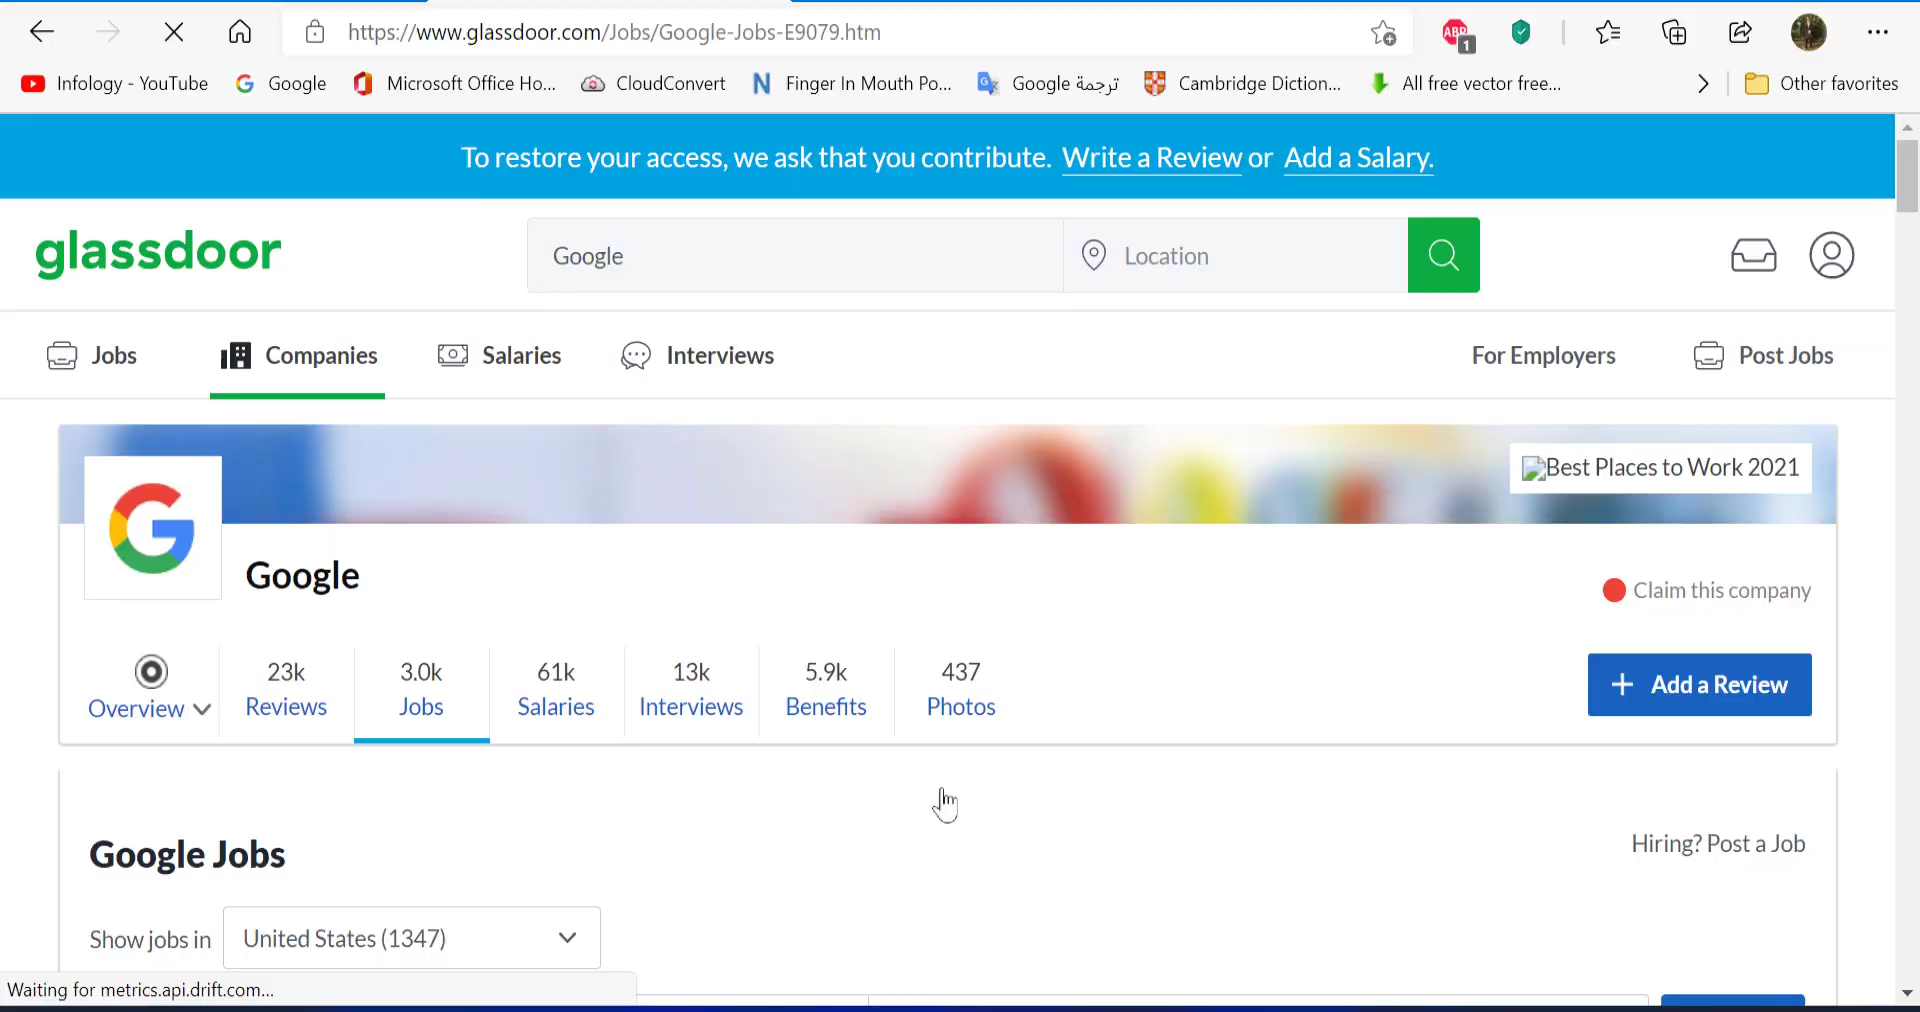 https://www.glassdoor.com/Jobs/Google-Jobs-E9079.htm
ABP 1
Infology - YouTube Google Microsoft Office Ho... CloudConvert Finger In Mouth Po... ترجمة Google Cambridge Diction... All free vector free... Other favorites
To restore your access, we ask that you contribute. Write a Review or Add a Salary.
glassdoor Google Location
Jobs Companies Salaries Interviews For Employers Post Jobs
Best Places to Work 2021
Google
Claim this company
23k 3.0k 61k 13k 5.9k 437
Overview Reviews Jobs Salaries Interviews Benefits Photos
+ Add a Review
Google Jobs
Hiring? Post a Job
Show jobs in United States (1347)
Waiting for metrics.api.drift.com...